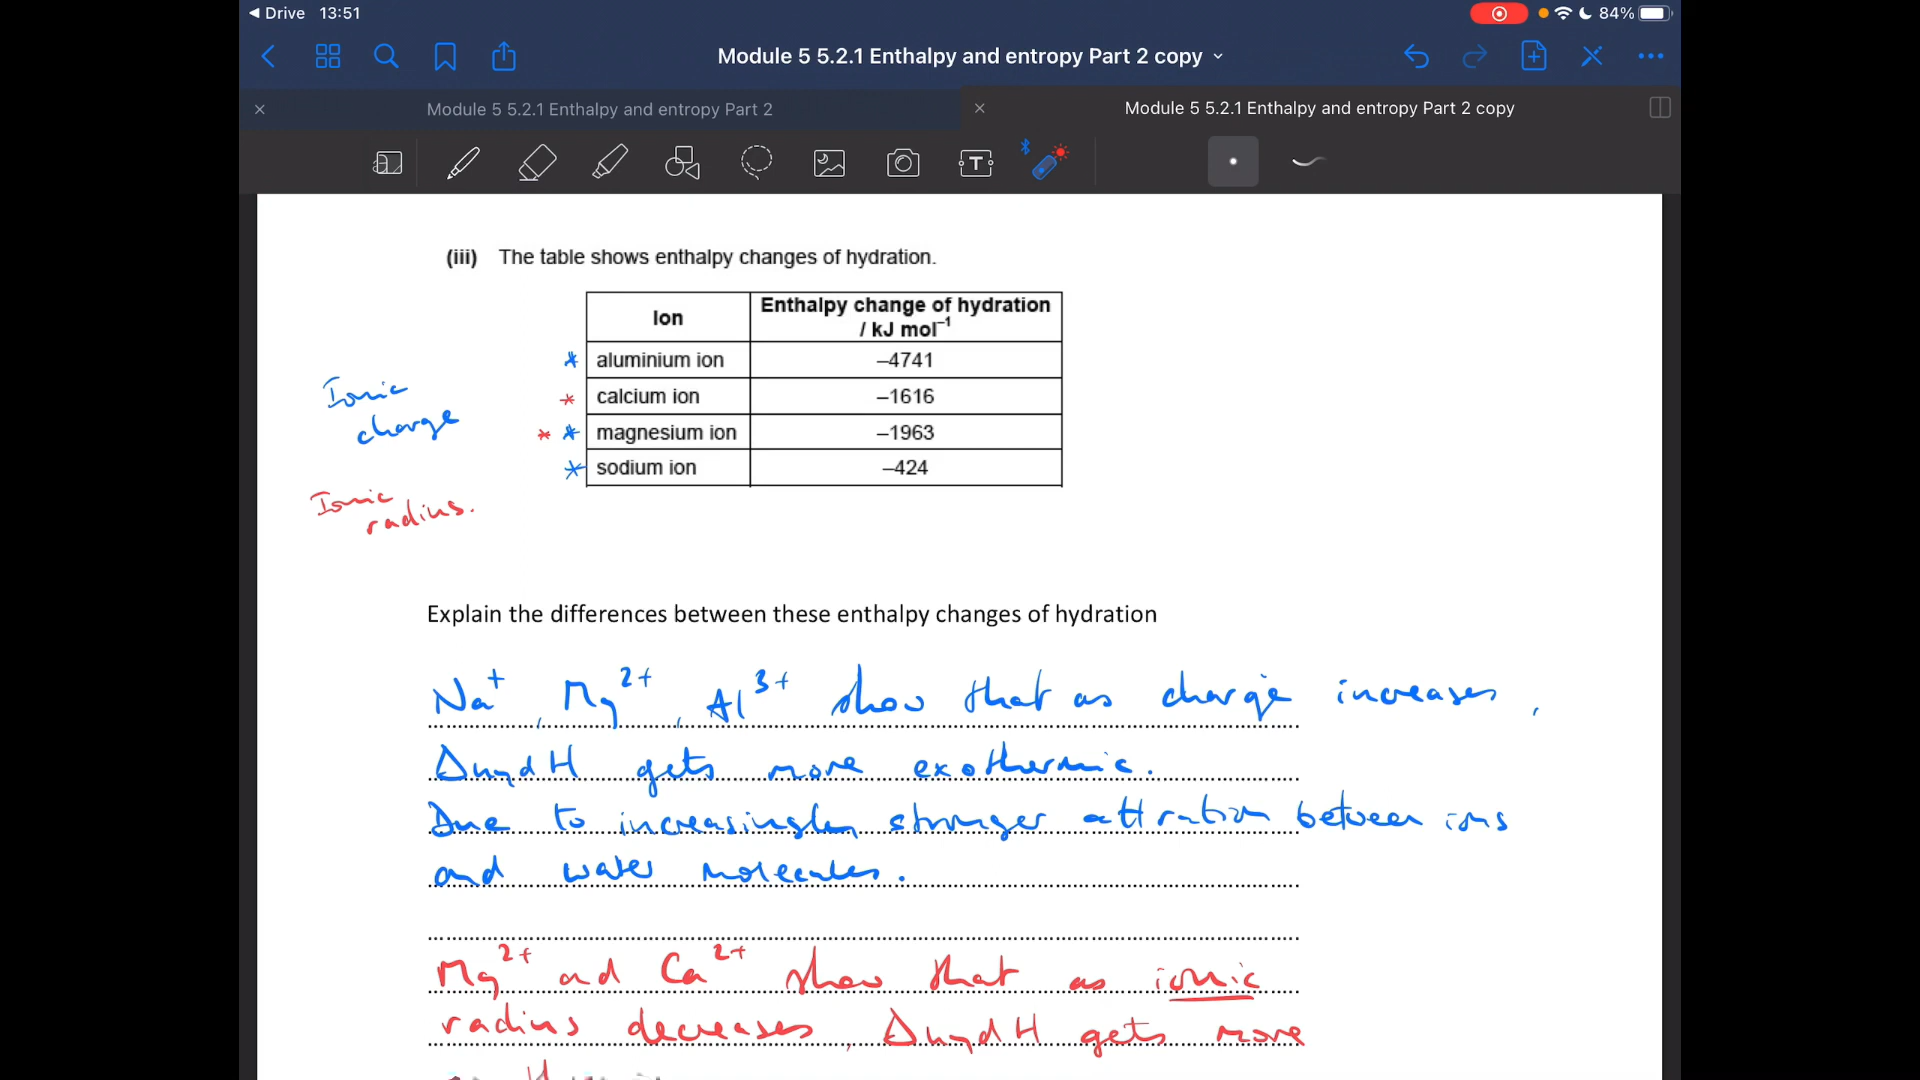 Drive 13:51
84%
Module 5 5.2.1 Enthalpy and entropy Part 2 copy
Module 5 5.2.1 Enthalpy and entropy Part 2
Module 5 5.2.1 Enthalpy and entropy Part 2 copy
(iii) The table shows enthalpy changes of hydration.
Ion
Enthalpy change of hydration
/ kJ mol⁻¹
* aluminium ion –4741
* calcium ion –1616
* * magnesium ion –1963
* sodium ion –424
Ionic
charge
Ionic
radius.
Explain the differences between these enthalpy changes of hydration
Na⁺, Mg²⁺, Al³⁺ show that as charge increases,
ΔhydH gets more exothermic.
Due to increasingly stronger attration between ions
and water molecules.
Mg²⁺ and Ca²⁺ show that as ionic
radius decreases, ΔhydH gets more